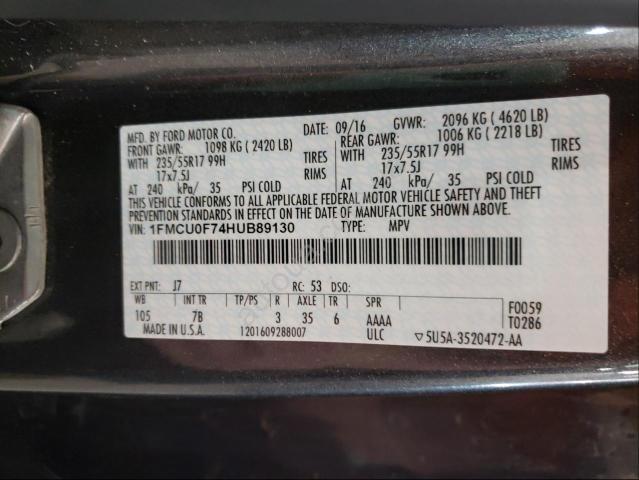 MFD. BY FORD MOTOR CO.
DATE: 09/16 GVWR: 2096 KG ( 4620 LB)
FRONT GAWR: 1098 KG ( 2420 LB) REAR GAWR: 1006 KG ( 2218 LB)
WITH 235/55R17 99H TIRES WITH 235/55R17 99H TIRES
17x7.5J RIMS 17x7.5J RIMS
AT 240 kPa/ 35 PSI COLD AT 240 kPa/ 35 PSI COLD
THIS VEHICLE CONFORMS TO ALL APPLICABLE FEDERAL MOTOR VEHICLE SAFETY AND THEFT
PREVENTION STANDARDS IN EFFECT ON THE DATE OF MANUFACTURE SHOWN ABOVE.
VIN: 1FMCU0F74HUB89130 TYPE: MPV
EXT PNT: J7 RC: 53 DSO:
WB INT TR TP/PS R AXLE TR SPR F0059
105 7B 3 35 6 AAAA T0286
MADE IN U.S.A. 1201609288007 ULC ▽5U5A-3520472-AA